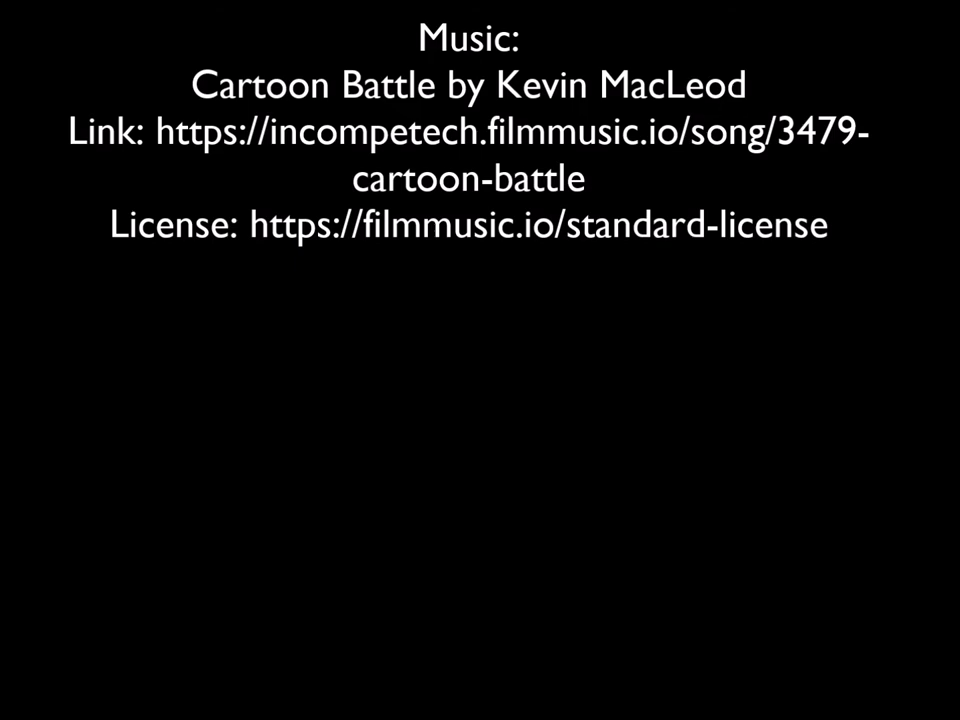 Music:
Cartoon Battle by Kevin MacLeod
Link: https://incompetech.filmmusic.io/song/3479-
cartoon-battle
License: https://filmmusic.io/standard-license